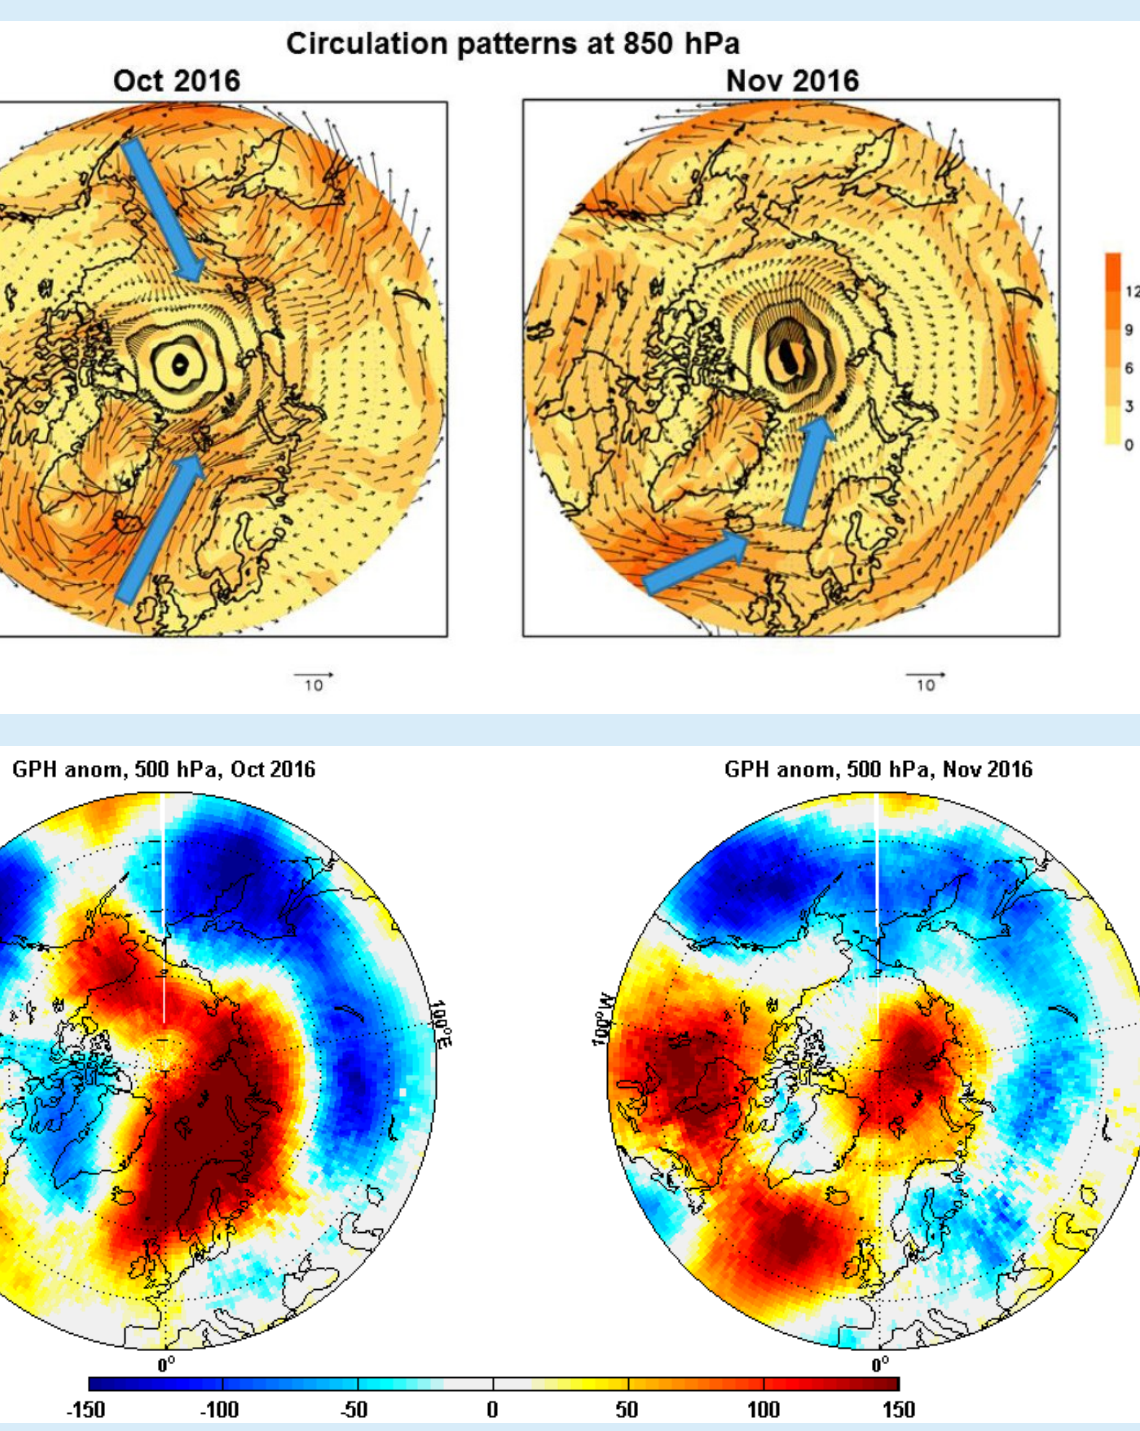 Circulation patterns at 850 hPa
Oct 2016
Nov 2016
12
9
6
3
0
10
10
GPH anom, 500 hPa, Oct 2016
GPH anom, 500 hPa, Nov 2016
100°E
100°W
0°
0°
-150 -100 -50 0 50 100 150